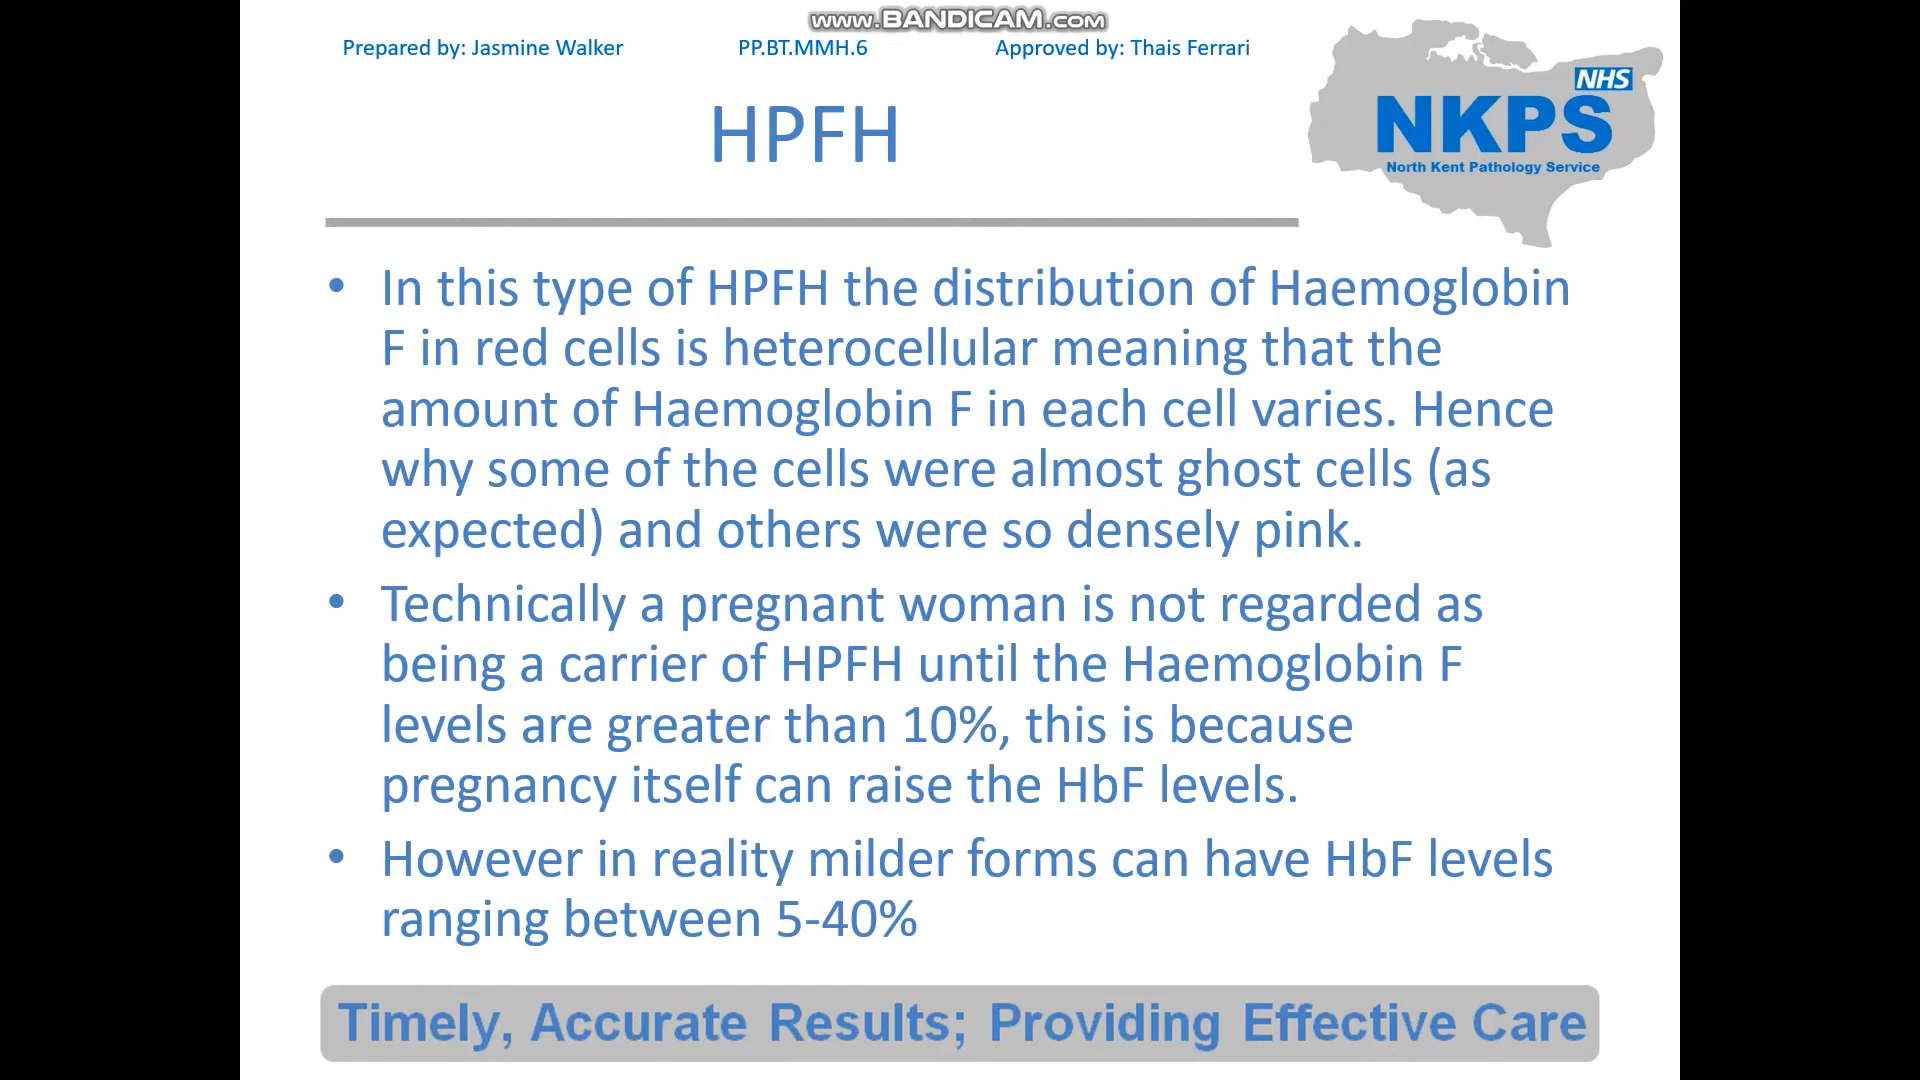 www.BANDICAM.com
Prepared by: Jasmine Walker PP.BT.MMH.6 Approved by: Thais Ferrari
NHS
NKPS
North Kent Pathology Service
HPFH
• In this type of HPFH the distribution of Haemoglobin
F in red cells is heterocellular meaning that the
amount of Haemoglobin F in each cell varies. Hence
why some of the cells were almost ghost cells (as
expected) and others were so densely pink.
• Technically a pregnant woman is not regarded as
being a carrier of HPFH until the Haemoglobin F
levels are greater than 10%, this is because
pregnancy itself can raise the HbF levels.
• However in reality milder forms can have HbF levels
ranging between 5-40%
Timely, Accurate Results; Providing Effective Care